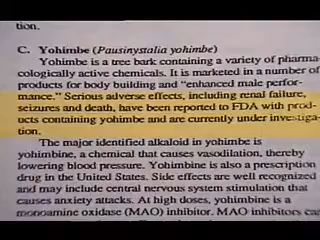 tion.
C. Yohimbe (Pausinystalia yohimbe)
Yohimbe is a tree bark containing a variety of pharma-
cologically active chemicals. It is marketed in a number of
products for body building and "enhanced male perfor-
mance." Serious adverse effects, including renal failure,
seizures and death, have been reported to FDA with prod-
ucts containing yohimbe and are currently under investiga-
tion.
The major identified alkaloid in yohimbe is
yohimbine, a chemical that causes vasodilation, thereby
lowering blood pressure. Yohimbine is also a prescription
drug in the United States. Side effects are well recognized
and may include central nervous system stimulation that
causes anxiety attacks. At high doses, yohimbine is a
monoamine oxidase (MAO) inhibitor. MAO inhibitors ca